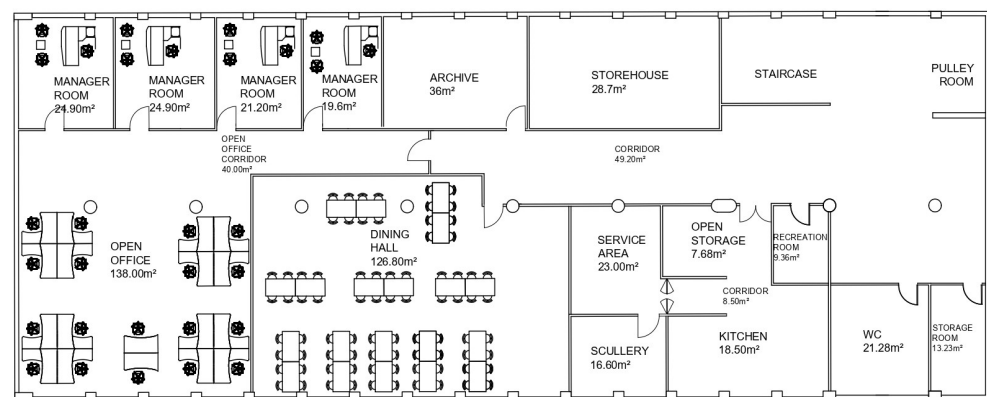 MANAGER
ROOM
24.90m²
MANAGER
ROOM
24.90m²
MANAGER
ROOM
21.20m²
MANAGER
ROOM
19.6m²
ARCHIVE
36m²
STOREHOUSE
28.7m²
STAIRCASE
PULLEY
ROOM
OPEN
OFFICE
CORRIDOR
40.00m²
CORRIDOR
49.20m²
OPEN
OFFICE
138.00m²
DINING
HALL
126.80m²
SERVICE
AREA
23.00m²
OPEN
STORAGE
7.68m²
RECREATION
ROOM
9.36m²
CORRIDOR
8.50m²
SCULLERY
16.60m²
KITCHEN
18.50m²
WC
21.28m²
STORAGE
ROOM
13.23m²